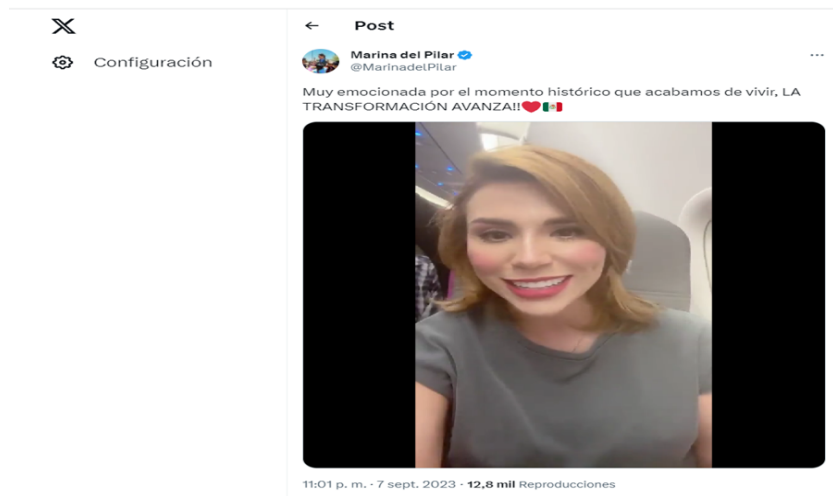 Post
Configuración
Marina del Pilar
@MarinadelPilar
Muy emocionada por el momento histórico que acabamos de vivir, LA
TRANSFORMACIÓN AVANZA!!❤️🇲🇽
11:01 p. m. · 7 sept. 2023 · 12,8 mil Reproducciones